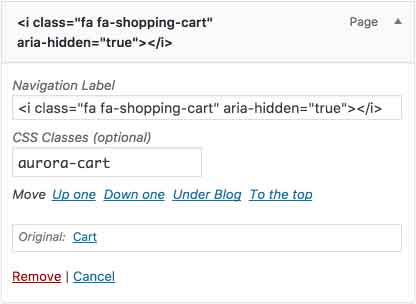 <i class="fa fa-shopping-cart" Page
aria-hidden="true"></i>
Navigation Label
<i class="fa fa-shopping-cart" aria-hidden="true"></i>
CSS Classes (optional)
aurora-cart
Move Up one Down one Under Blog To the top
Original: Cart
Remove | Cancel